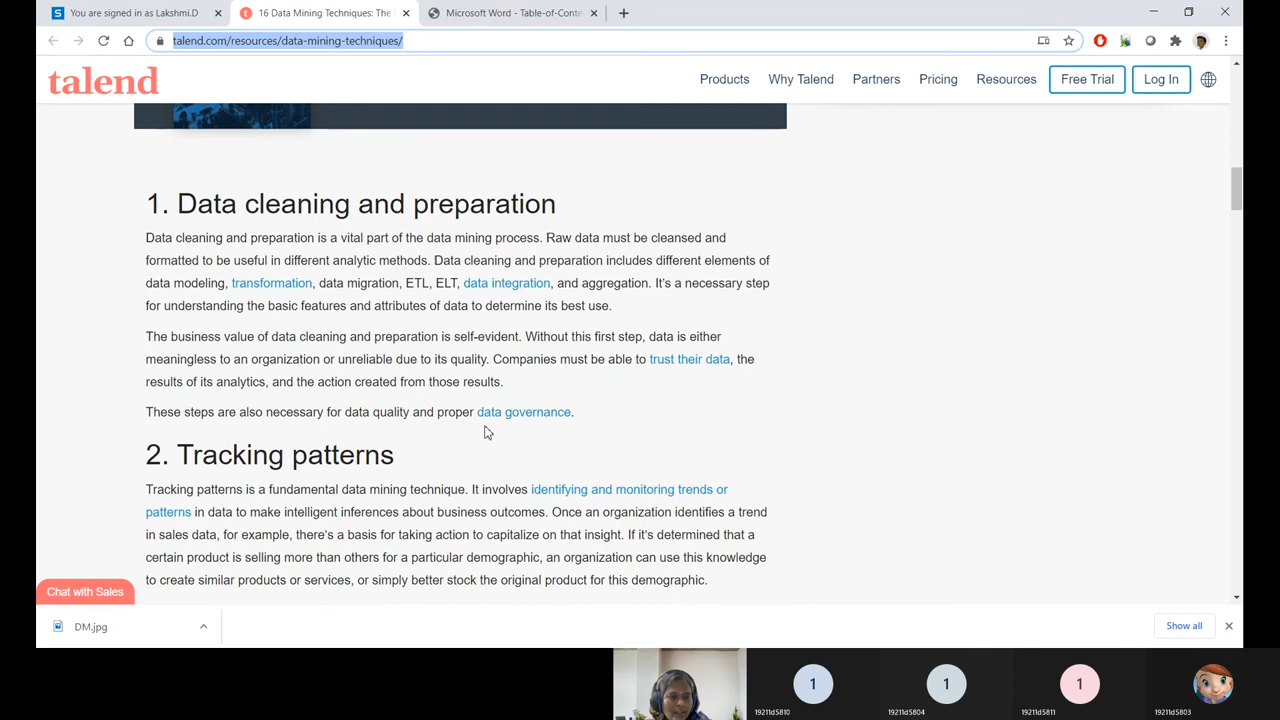 You are signed in as Lakshmi.D
16 Data Mining Techniques: The
Microsoft Word - Table-of-Conte
talend.com/resources/data-mining-techniques/
talend
Products
Why Talend
Partners
Pricing
Resources
Free Trial
Log In
1. Data cleaning and preparation
Data cleaning and preparation is a vital part of the data mining process. Raw data must be cleansed and
formatted to be useful in different analytic methods. Data cleaning and preparation includes different elements of
data modeling, transformation, data migration, ETL, ELT, data integration, and aggregation. It's a necessary step
for understanding the basic features and attributes of data to determine its best use.
The business value of data cleaning and preparation is self-evident. Without this first step, data is either
meaningless to an organization or unreliable due to its quality. Companies must be able to trust their data, the
results of its analytics, and the action created from those results.
These steps are also necessary for data quality and proper data governance.
2. Tracking patterns
Tracking patterns is a fundamental data mining technique. It involves identifying and monitoring trends or
patterns in data to make intelligent inferences about business outcomes. Once an organization identifies a trend
in sales data, for example, there's a basis for taking action to capitalize on that insight. If it's determined that a
certain product is selling more than others for a particular demographic, an organization can use this knowledge
to create similar products or services, or simply better stock the original product for this demographic.
Chat with Sales
DM.jpg
Show all
1
1
1
19211d5810
19211d5804
19211d5811
19211d5803